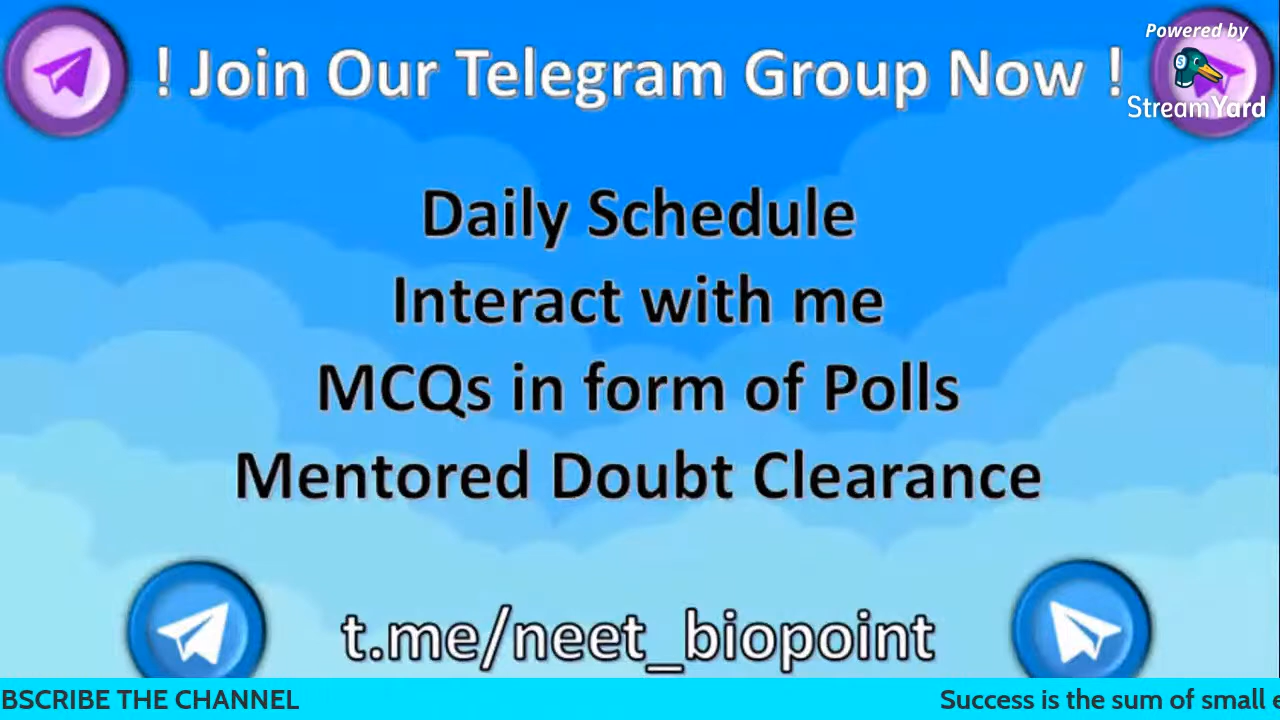 Powered by
StreamYard
! Join Our Telegram Group Now !
Daily Schedule
Interact with me
MCQs in form of Polls
Mentored Doubt Clearance
t.me/neet_biopoint
BSCRIBE THE CHANNEL
Success is the sum of small e